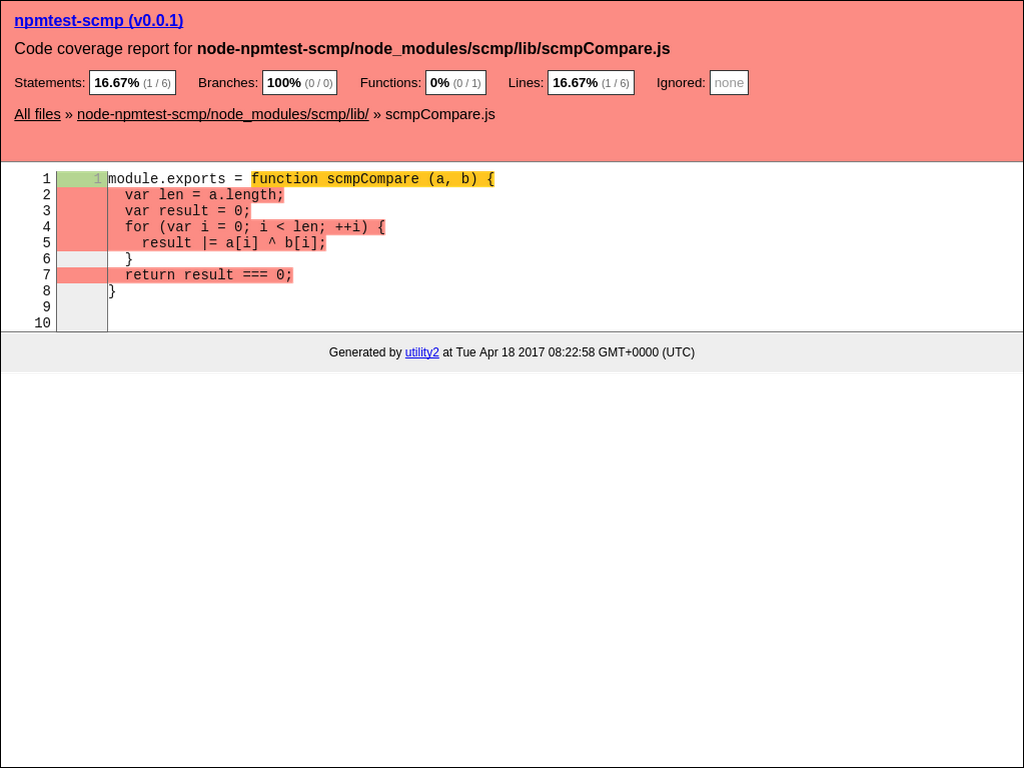 npmtest-scmp (v0.0.1)
Code coverage report for node-npmtest-scmp/node_modules/scmp/lib/scmpCompare.js
Statements: 16.67% (1 / 6) Branches: 100% (0 / 0) Functions: 0% (0 / 1) Lines: 16.67% (1 / 6) Ignored: none
All files » node-npmtest-scmp/node_modules/scmp/lib/ » scmpCompare.js
1 1 module.exports = function scmpCompare (a, b) {
2   var len = a.length;
3   var result = 0;
4   for (var i = 0; i < len; ++i) {
5     result |= a[i] ^ b[i];
6   }
7   return result === 0;
8 }
9
10
Generated by utility2 at Tue Apr 18 2017 08:22:58 GMT+0000 (UTC)